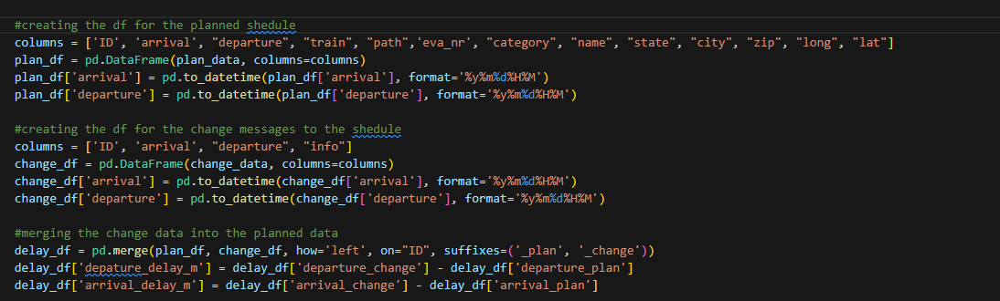 #creating the df for the planned shedule
columns = ['ID', 'arrival', "departure", "train", "path",'eva_nr', "category", "name", "state", "city", "zip", "long", "lat"]
plan_df = pd.DataFrame(plan_data, columns=columns)
plan_df['arrival'] = pd.to_datetime(plan_df['arrival'], format='%y%m%d%H%M')
plan_df['departure'] = pd.to_datetime(plan_df['departure'], format='%y%m%d%H%M')
#creating the df for the change messages to the shedule
columns = ['ID', 'arrival', "departure", "info"]
change_df = pd.DataFrame(change_data, columns=columns)
change_df['arrival'] = pd.to_datetime(change_df['arrival'], format='%y%m%d%H%M')
change_df['departure'] = pd.to_datetime(change_df['departure'], format='%y%m%d%H%M')
#merging the change data into the planned data
delay_df = pd.merge(plan_df, change_df, how='left', on="ID", suffixes=('_plan', '_change'))
delay_df['depature_delay_m'] = delay_df['departure_change'] - delay_df['departure_plan']
delay_df['arrival_delay_m'] = delay_df['arrival_change'] - delay_df['arrival_plan']